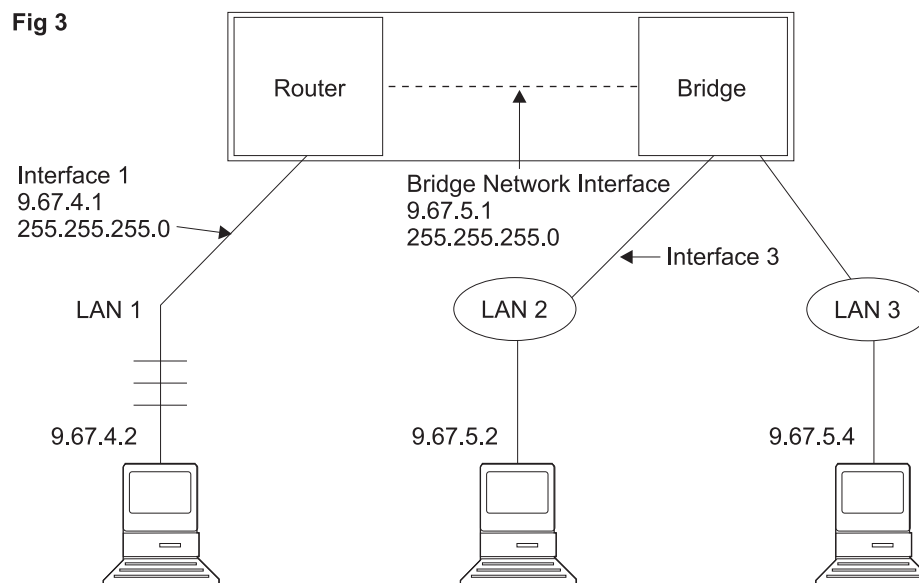 Fig 3
Router
Bridge
Interface 1
9.67.4.1
255.255.255.0
Bridge Network Interface
9.67.5.1
255.255.255.0
Interface 3
LAN 1
LAN 2
LAN 3
9.67.4.2
9.67.5.2
9.67.5.4